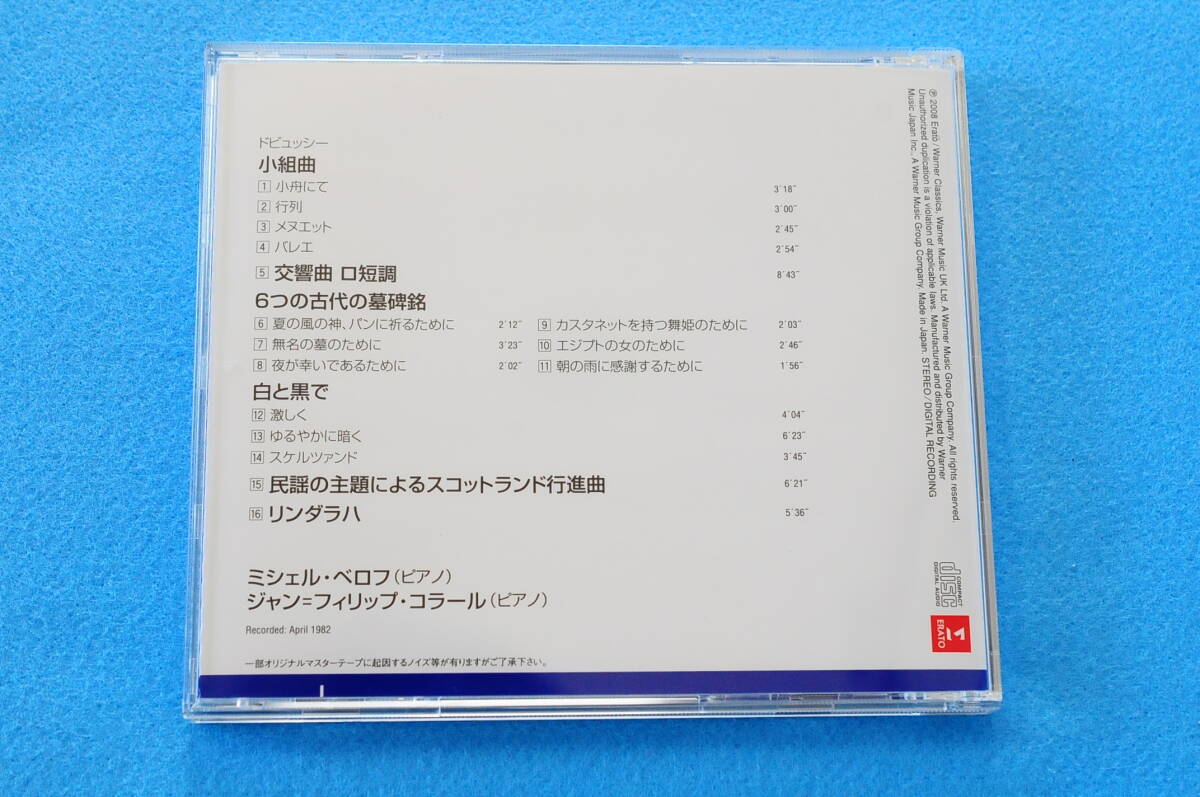 ドビュッシー
小組曲
1 小舟にて 3'18"
2 行列 3'00"
3 メヌエット 2'45"
4 バレエ 2'54"
5 交響曲 ロ短調 8'43"
6つの古代の墓碑銘
6 夏の風の神、パンに祈るために 2'12"
7 無名の墓のために 3'23"
8 夜が幸いであるために 2'02"
9 カスタネットを持つ舞姫のために 2'03"
10 エジプトの女のために 2'46"
11 朝の雨に感謝するために 1'56"
白と黒で
12 激しく 4'04"
13 ゆるやかに暗く 6'23"
14 スケルツァンド 3'45"
15 民謡の主題によるスコットランド行進曲 6'21"
16 リンダラハ 5'36"
ミシェル・ベロフ(ピアノ)
ジャン=フィリップ・コラール(ピアノ)
Recorded: April 1982
一部オリジナルマスターテープに起因するノイズ等が有りますがご了承下さい。
℗ 2008 Erato/Warner Classics, Warner Music UK Ltd. A Warner Music Group Company. All rights reserved.
Unauthorized duplication is a violation of applicable laws. Manufactured and distributed by Warner
Music Japan Inc., A Warner Music Group Company. Made in Japan. STEREO/DIGITAL RECORDING
COMPACT
disc
DIGITAL AUDIO
ERATO